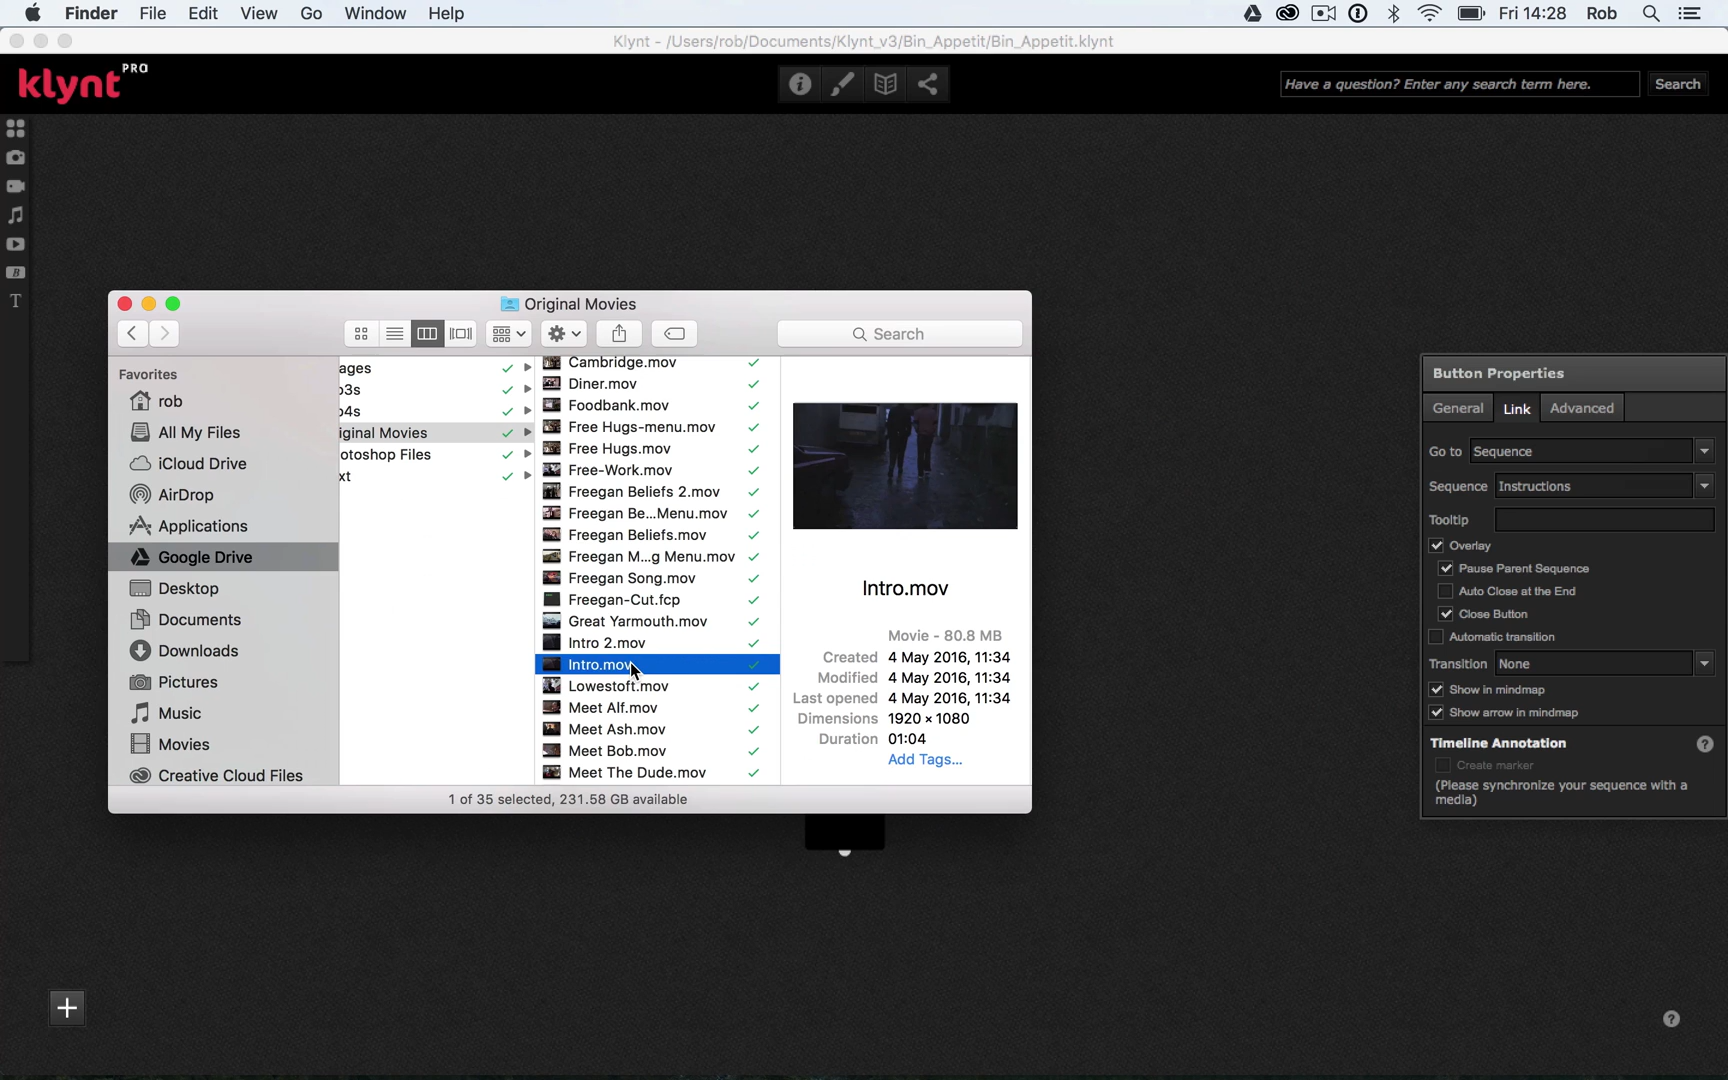 Finder File Edit View Go Window Help Fri 14:28 Rob
Klynt - /Users/rob/Documents/Klynt_v3/Bin_Appetit/Bin_Appetit.klynt
klynt PRO
Have a question? Enter any search term here. Search
Original Movies
Search
Favorites
rob
All My Files
iCloud Drive
AirDrop
Applications
Google Drive
Desktop
Documents
Downloads
Pictures
Music
Movies
Creative Cloud Files
ages
o3s
o4s
iginal Movies
otoshop Files
xt
Cambridge.mov
Diner.mov
Foodbank.mov
Free Hugs-menu.mov
Free Hugs.mov
Free-Work.mov
Freegan Beliefs 2.mov
Freegan Be...Menu.mov
Freegan Beliefs.mov
Freegan M...g Menu.mov
Freegan Song.mov
Freegan-Cut.fcp
Great Yarmouth.mov
Intro 2.mov
Intro.mov
Lowestoft.mov
Meet Alf.mov
Meet Ash.mov
Meet Bob.mov
Meet The Dude.mov
Intro.mov
Movie - 80.8 MB
Created 4 May 2016, 11:34
Modified 4 May 2016, 11:34
Last opened 4 May 2016, 11:34
Dimensions 1920 × 1080
Duration 01:04
Add Tags...
1 of 35 selected, 231.58 GB available
Button Properties
General Link Advanced
Go to Sequence
Sequence Instructions
Tooltip
Overlay
Pause Parent Sequence
Auto Close at the End
Close Button
Automatic transition
Transition None
Show in mindmap
Show arrow in mindmap
Timeline Annotation ?
Create marker
(Please synchronize your sequence with a
media)
?